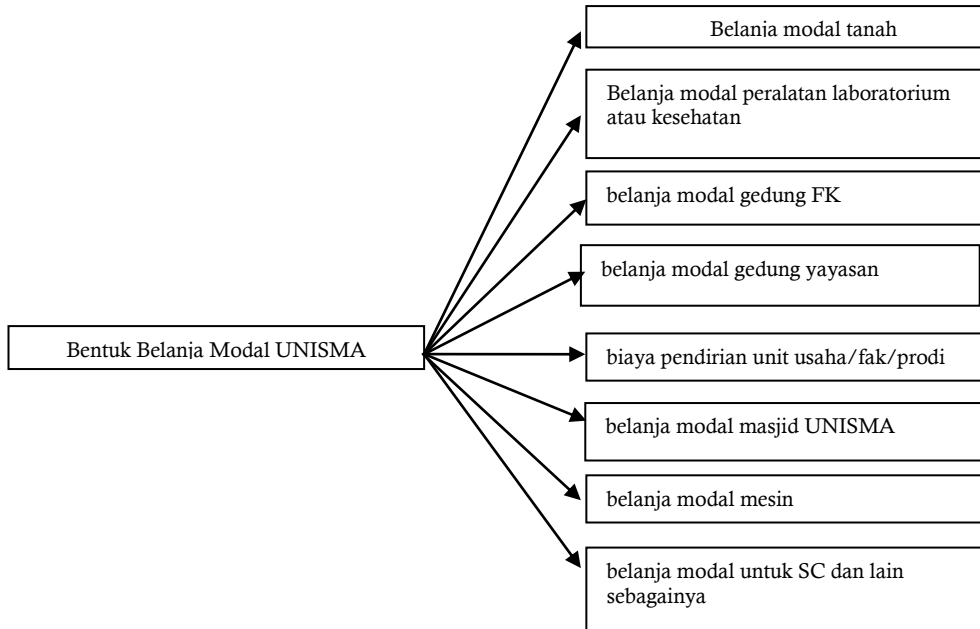 Belanja modal tanah
Belanja modal peralatan laboratorium
atau kesehatan
belanja modal gedung FK
belanja modal gedung yayasan
Bentuk Belanja Modal UNISMA
biaya pendirian unit usaha/fak/prodi
belanja modal masjid UNISMA
belanja modal mesin
belanja modal untuk SC dan lain
sebagainya